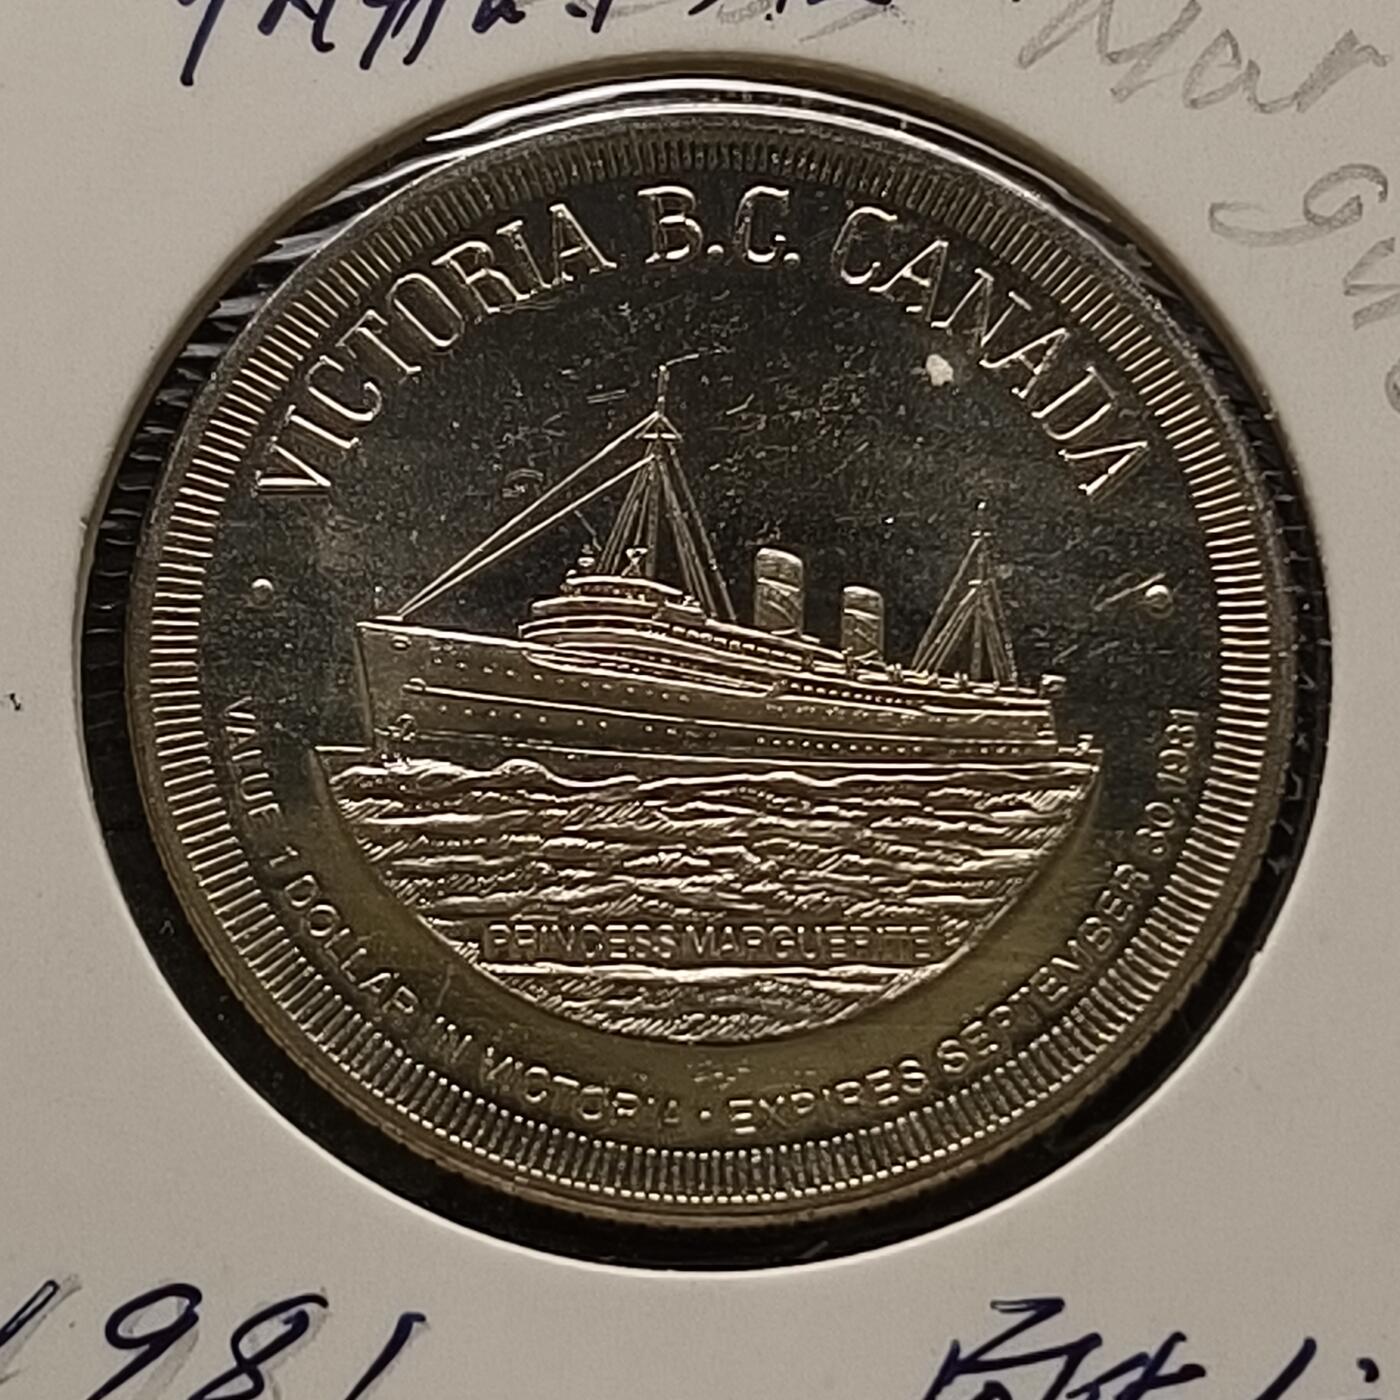 VICTORIA B.C. CANADA
PRINCESS MARGUERITE
VALUE 1 DOLLAR IN VICTORIA · EXPIRES SEPTEMBER 30, 1981
1981